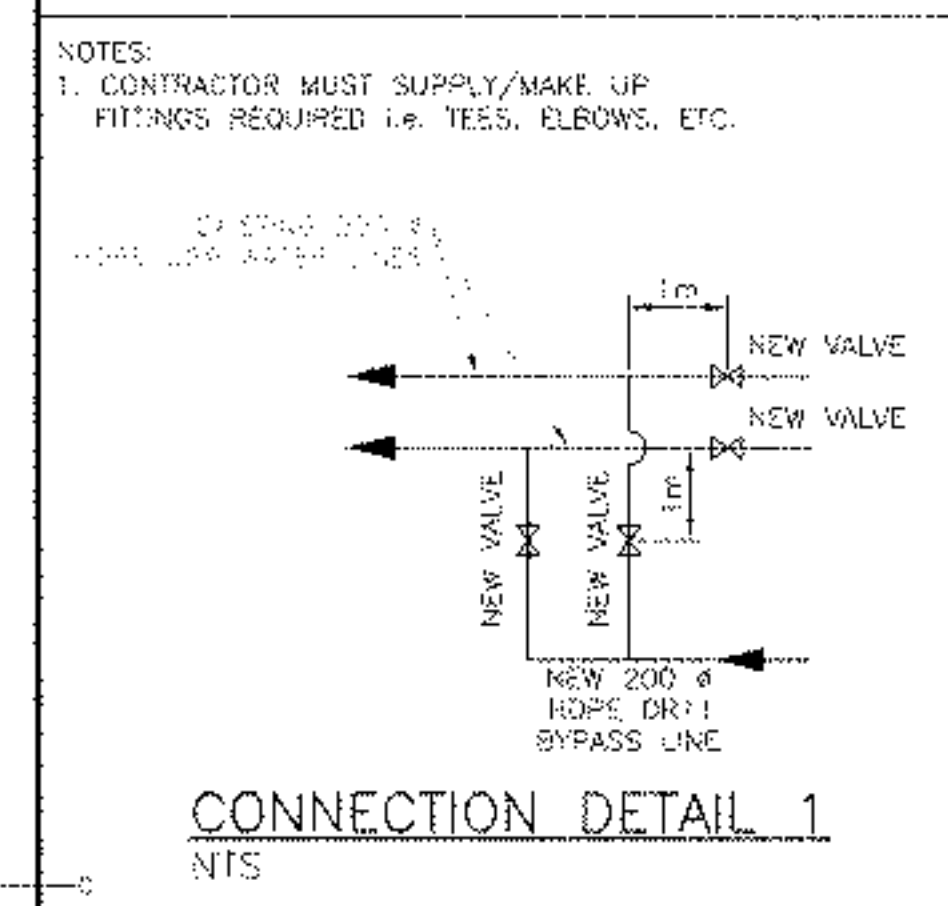 NOTES:
1. CONTRACTOR MUST SUPPLY/MAKE UP
FITTINGS REQUIRED i.e. TEES, ELBOWS, ETC.
1m
NEW VALVE
NEW VALVE
1m
NEW VALVE
NEW VALVE
NEW 200 ø
HDPE
BYPASS LINE
CONNECTION DETAIL 1
NTS